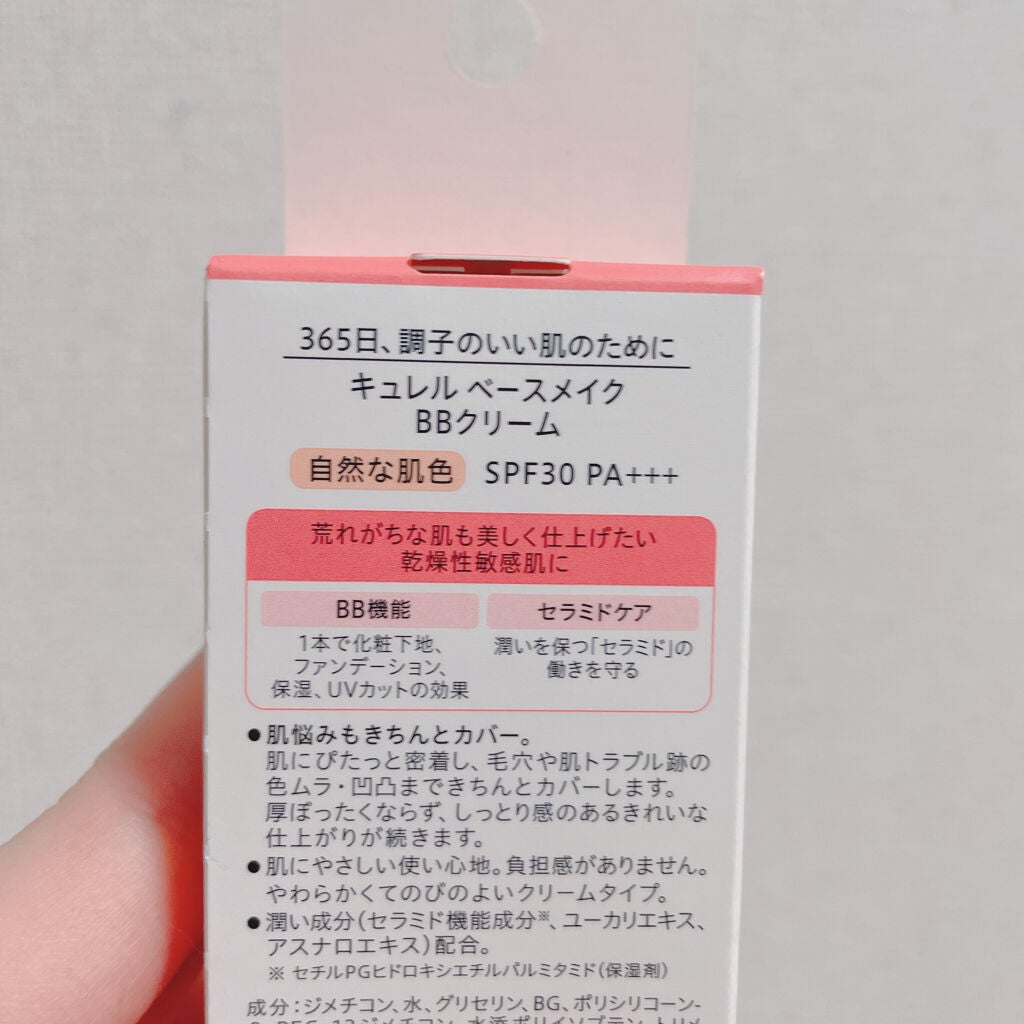 365日、調子のいい肌のために
キュレル ベースメイク
BBクリーム
自然な肌色 SPF30 PA+++
荒れがちな肌も美しく仕上げたい
乾燥性敏感肌に
BB機能
1本で化粧下地、
ファンデーション、
保湿、UVカットの効果
セラミドケア
潤いを保つ「セラミド」の
働きを守る
●肌悩みもきちんとカバー。
肌にぴたっと密着し、毛穴や肌トラブル跡の
色ムラ・凹凸まできちんとカバーします。
厚ぼったくならず、しっとり感のあるきれいな
仕上がりが続きます。
●肌にやさしい使い心地。負担感がありません。
やわらかくてのびのよいクリームタイプ。
●潤い成分(セラミド機能成分※、ユーカリエキス、
アスナロエキス)配合。
※ セチルPGヒドロキシエチルパルミタミド(保湿剤)
成分:ジメチコン、水、グリセリン、BG、ポリシリコーン-